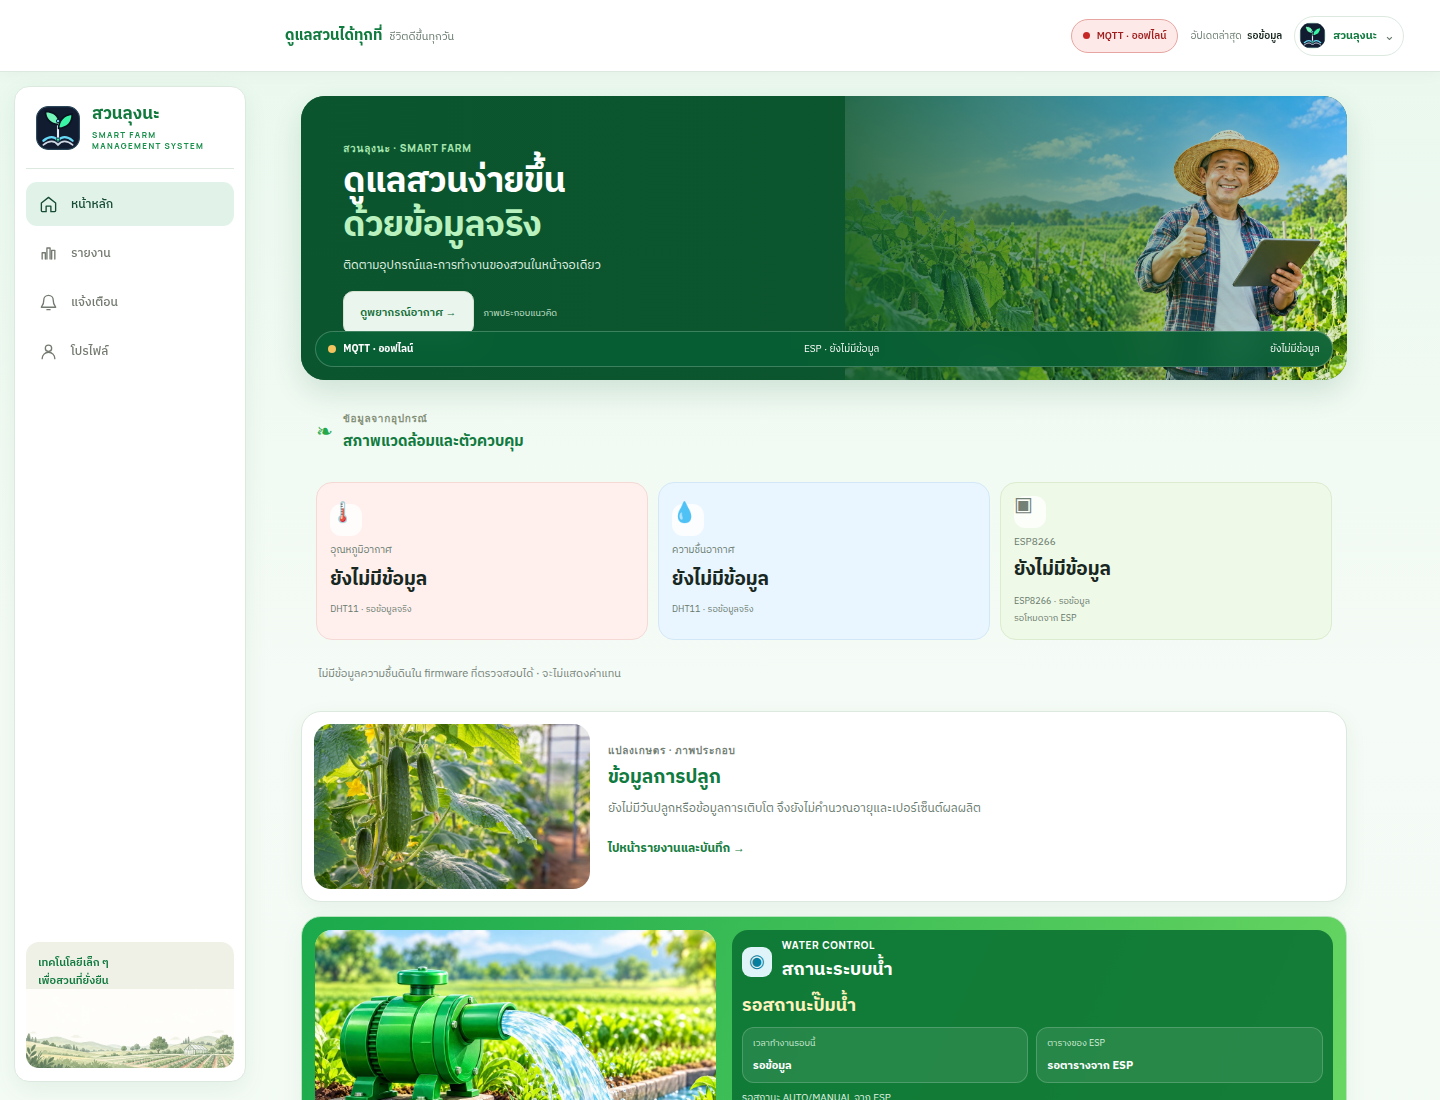 ดูแลสวนได้ทุกที่ ชีวิตดีขึ้นทุกวัน
MQTT · ออฟไลน์
อัปเดตล่าสุด รอข้อมูล
สวนลุงนะ
สวนลุงนะ
SMART FARM
MANAGEMENT SYSTEM
หน้าหลัก
รายงาน
แจ้งเตือน
โปรไฟล์
เทคโนโลยีเล็ก ๆ
เพื่อสวนที่ยั่งยืน
สวนลุงนะ · SMART FARM
ดูแลสวนง่ายขึ้น
ด้วยข้อมูลจริง
ติดตามอุปกรณ์และการทำงานของสวนในหน้าจอเดียว
ดูพยากรณ์อากาศ →
ภาพประกอบแนวคิด
MQTT · ออฟไลน์
ESP · ยังไม่มีข้อมูล
ยังไม่มีข้อมูล
ข้อมูลจากอุปกรณ์
สภาพแวดล้อมและตัวควบคุม
อุณหภูมิอากาศ
ยังไม่มีข้อมูล
DHT11 · รอข้อมูลจริง
ความชื้นอากาศ
ยังไม่มีข้อมูล
DHT11 · รอข้อมูลจริง
ESP8266
ยังไม่มีข้อมูล
ESP8266 · รอข้อมูล
รอโหมดจาก ESP
ไม่มีข้อมูลความชื้นดินใน firmware ที่ตรวจสอบได้ · จะไม่แสดงค่าแทน
แปลงเกษตร · ภาพประกอบ
ข้อมูลการปลูก
ยังไม่มีวันปลูกหรือข้อมูลการเติบโต จึงยังไม่คำนวณอายุและเปอร์เซ็นต์ผลผลิต
ไปหน้ารายงานและบันทึก →
WATER CONTROL
สถานะระบบน้ำ
รอสถานะปั๊มน้ำ
เวลาทำงานรอบนี้
รอข้อมูล
ตารางของ ESP
รอตารางจาก ESP
รอสถานะ AUTO/MANUAL จาก ESP